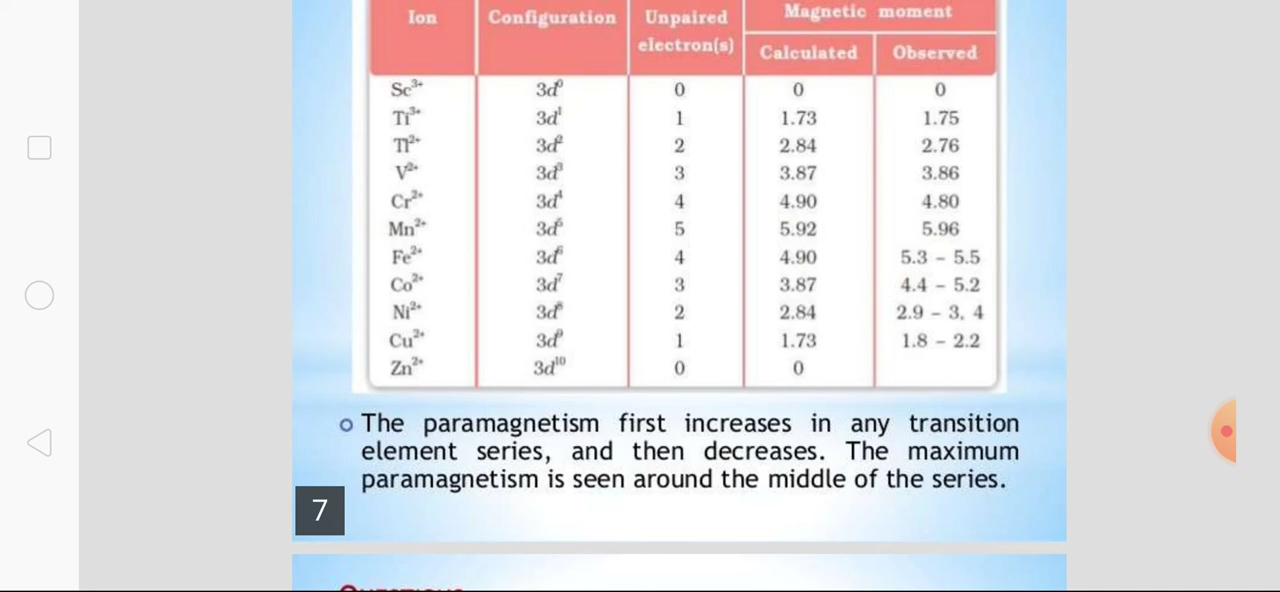 Ion Configuration Unpaired electron(s) Magnetic moment
Calculated Observed
Sc³⁺ 3d⁰ 0 0 0
Ti³⁺ 3d¹ 1 1.73 1.75
Ti²⁺ 3d² 2 2.84 2.76
V²⁺ 3d³ 3 3.87 3.86
Cr²⁺ 3d⁴ 4 4.90 4.80
Mn²⁺ 3d⁵ 5 5.92 5.96
Fe²⁺ 3d⁶ 4 4.90 5.3 – 5.5
Co²⁺ 3d⁷ 3 3.87 4.4 – 5.2
Ni²⁺ 3d⁸ 2 2.84 2.9 – 3, 4
Cu²⁺ 3d⁹ 1 1.73 1.8 – 2.2
Zn²⁺ 3d¹⁰ 0 0
The paramagnetism first increases in any transition
element series, and then decreases. The maximum
paramagnetism is seen around the middle of the series.
7